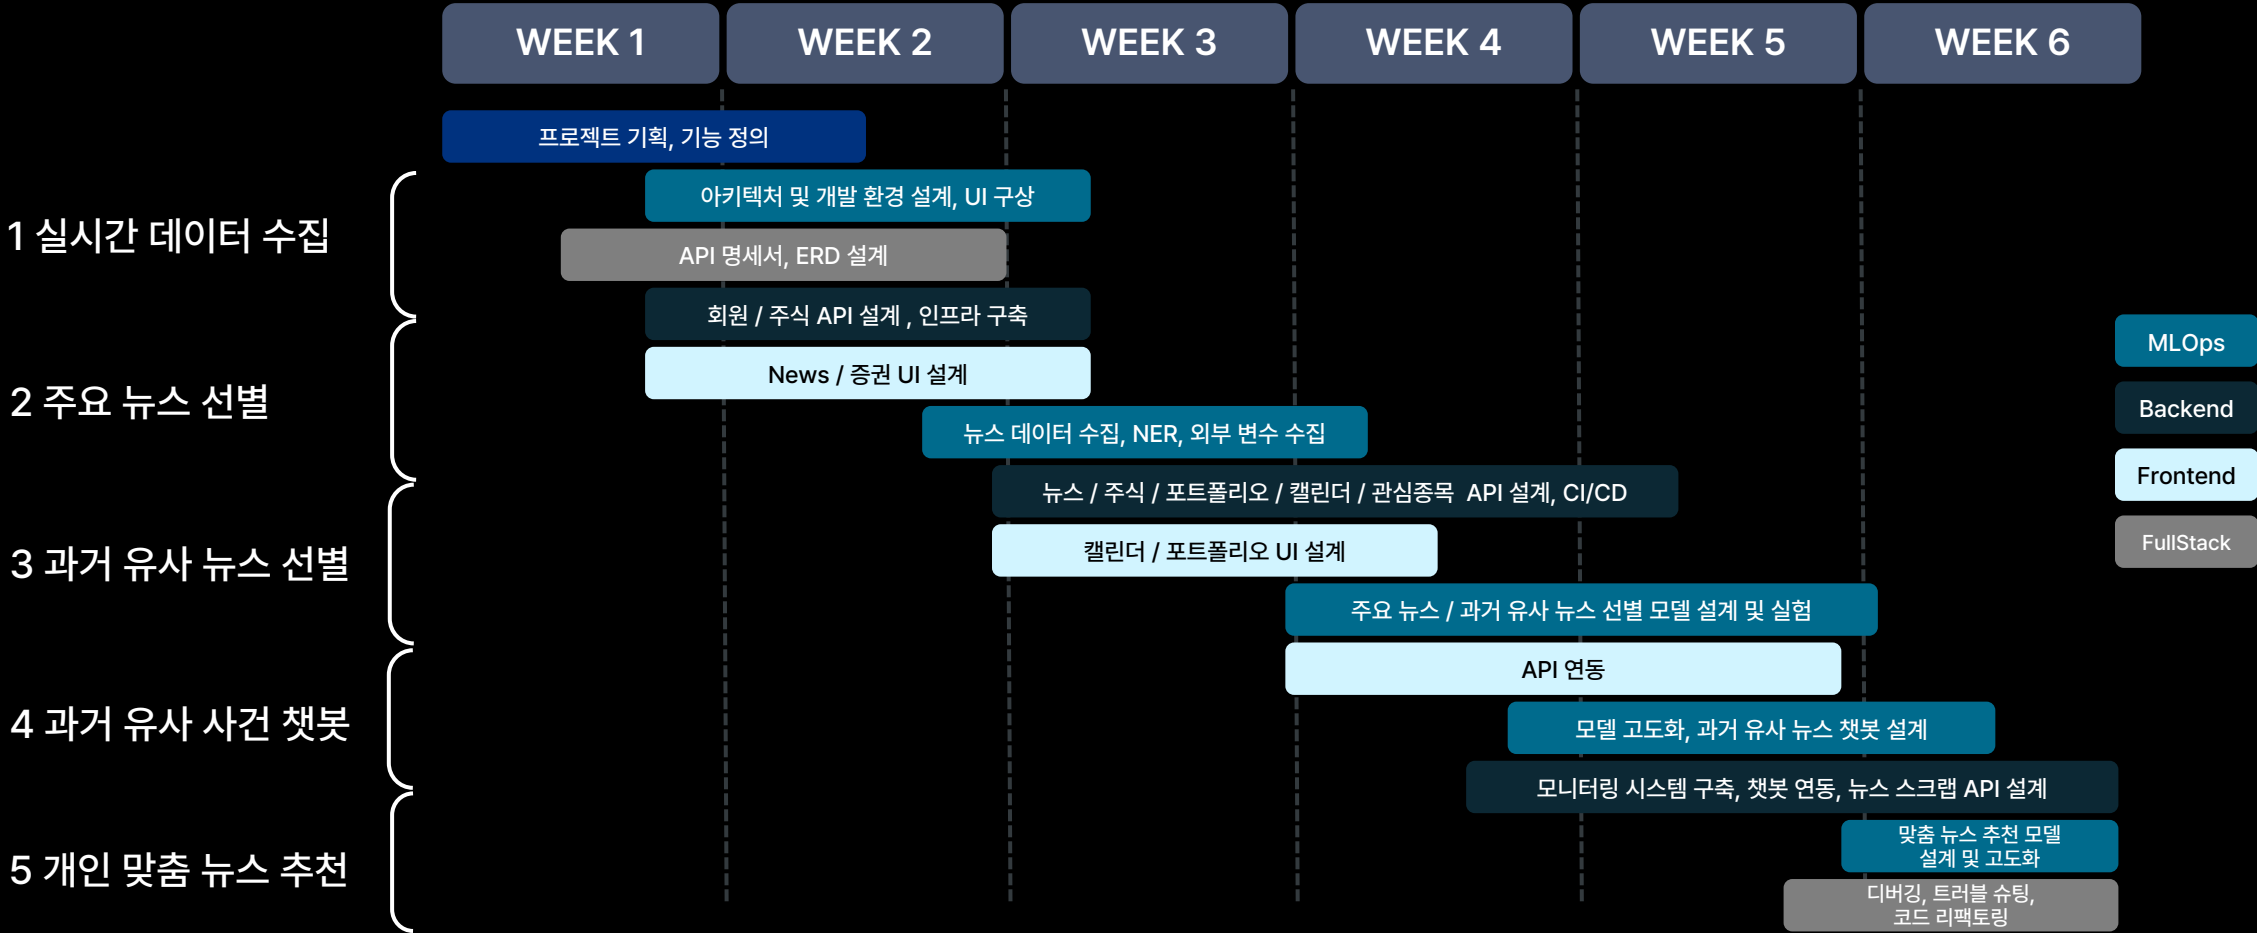 WEEK 1
WEEK 2
WEEK 3
WEEK 4
WEEK 5
WEEK 6
프로젝트 기획, 기능 정의
아키텍처 및 개발 환경 설계, UI 구상
1 실시간 데이터 수집
API 명세서, ERD 설계
회원 / 주식 API 설계 , 인프라 구축
News / 증권 UI 설계
2 주요 뉴스 선별
뉴스 데이터 수집, NER, 외부 변수 수집
뉴스 / 주식 / 포트폴리오 / 캘린더 / 관심종목 API 설계, CI/CD
캘린더 / 포트폴리오 UI 설계
3 과거 유사 뉴스 선별
주요 뉴스 / 과거 유사 뉴스 선별 모델 설계 및 실험
API 연동
4 과거 유사 사건 챗봇
모델 고도화, 과거 유사 뉴스 챗봇 설계
모니터링 시스템 구축, 챗봇 연동, 뉴스 스크랩 API 설계
맞춤 뉴스 추천 모델
설계 및 고도화
5 개인 맞춤 뉴스 추천
디버깅, 트러블 슈팅,
코드 리팩토링
MLOps
Backend
Frontend
FullStack